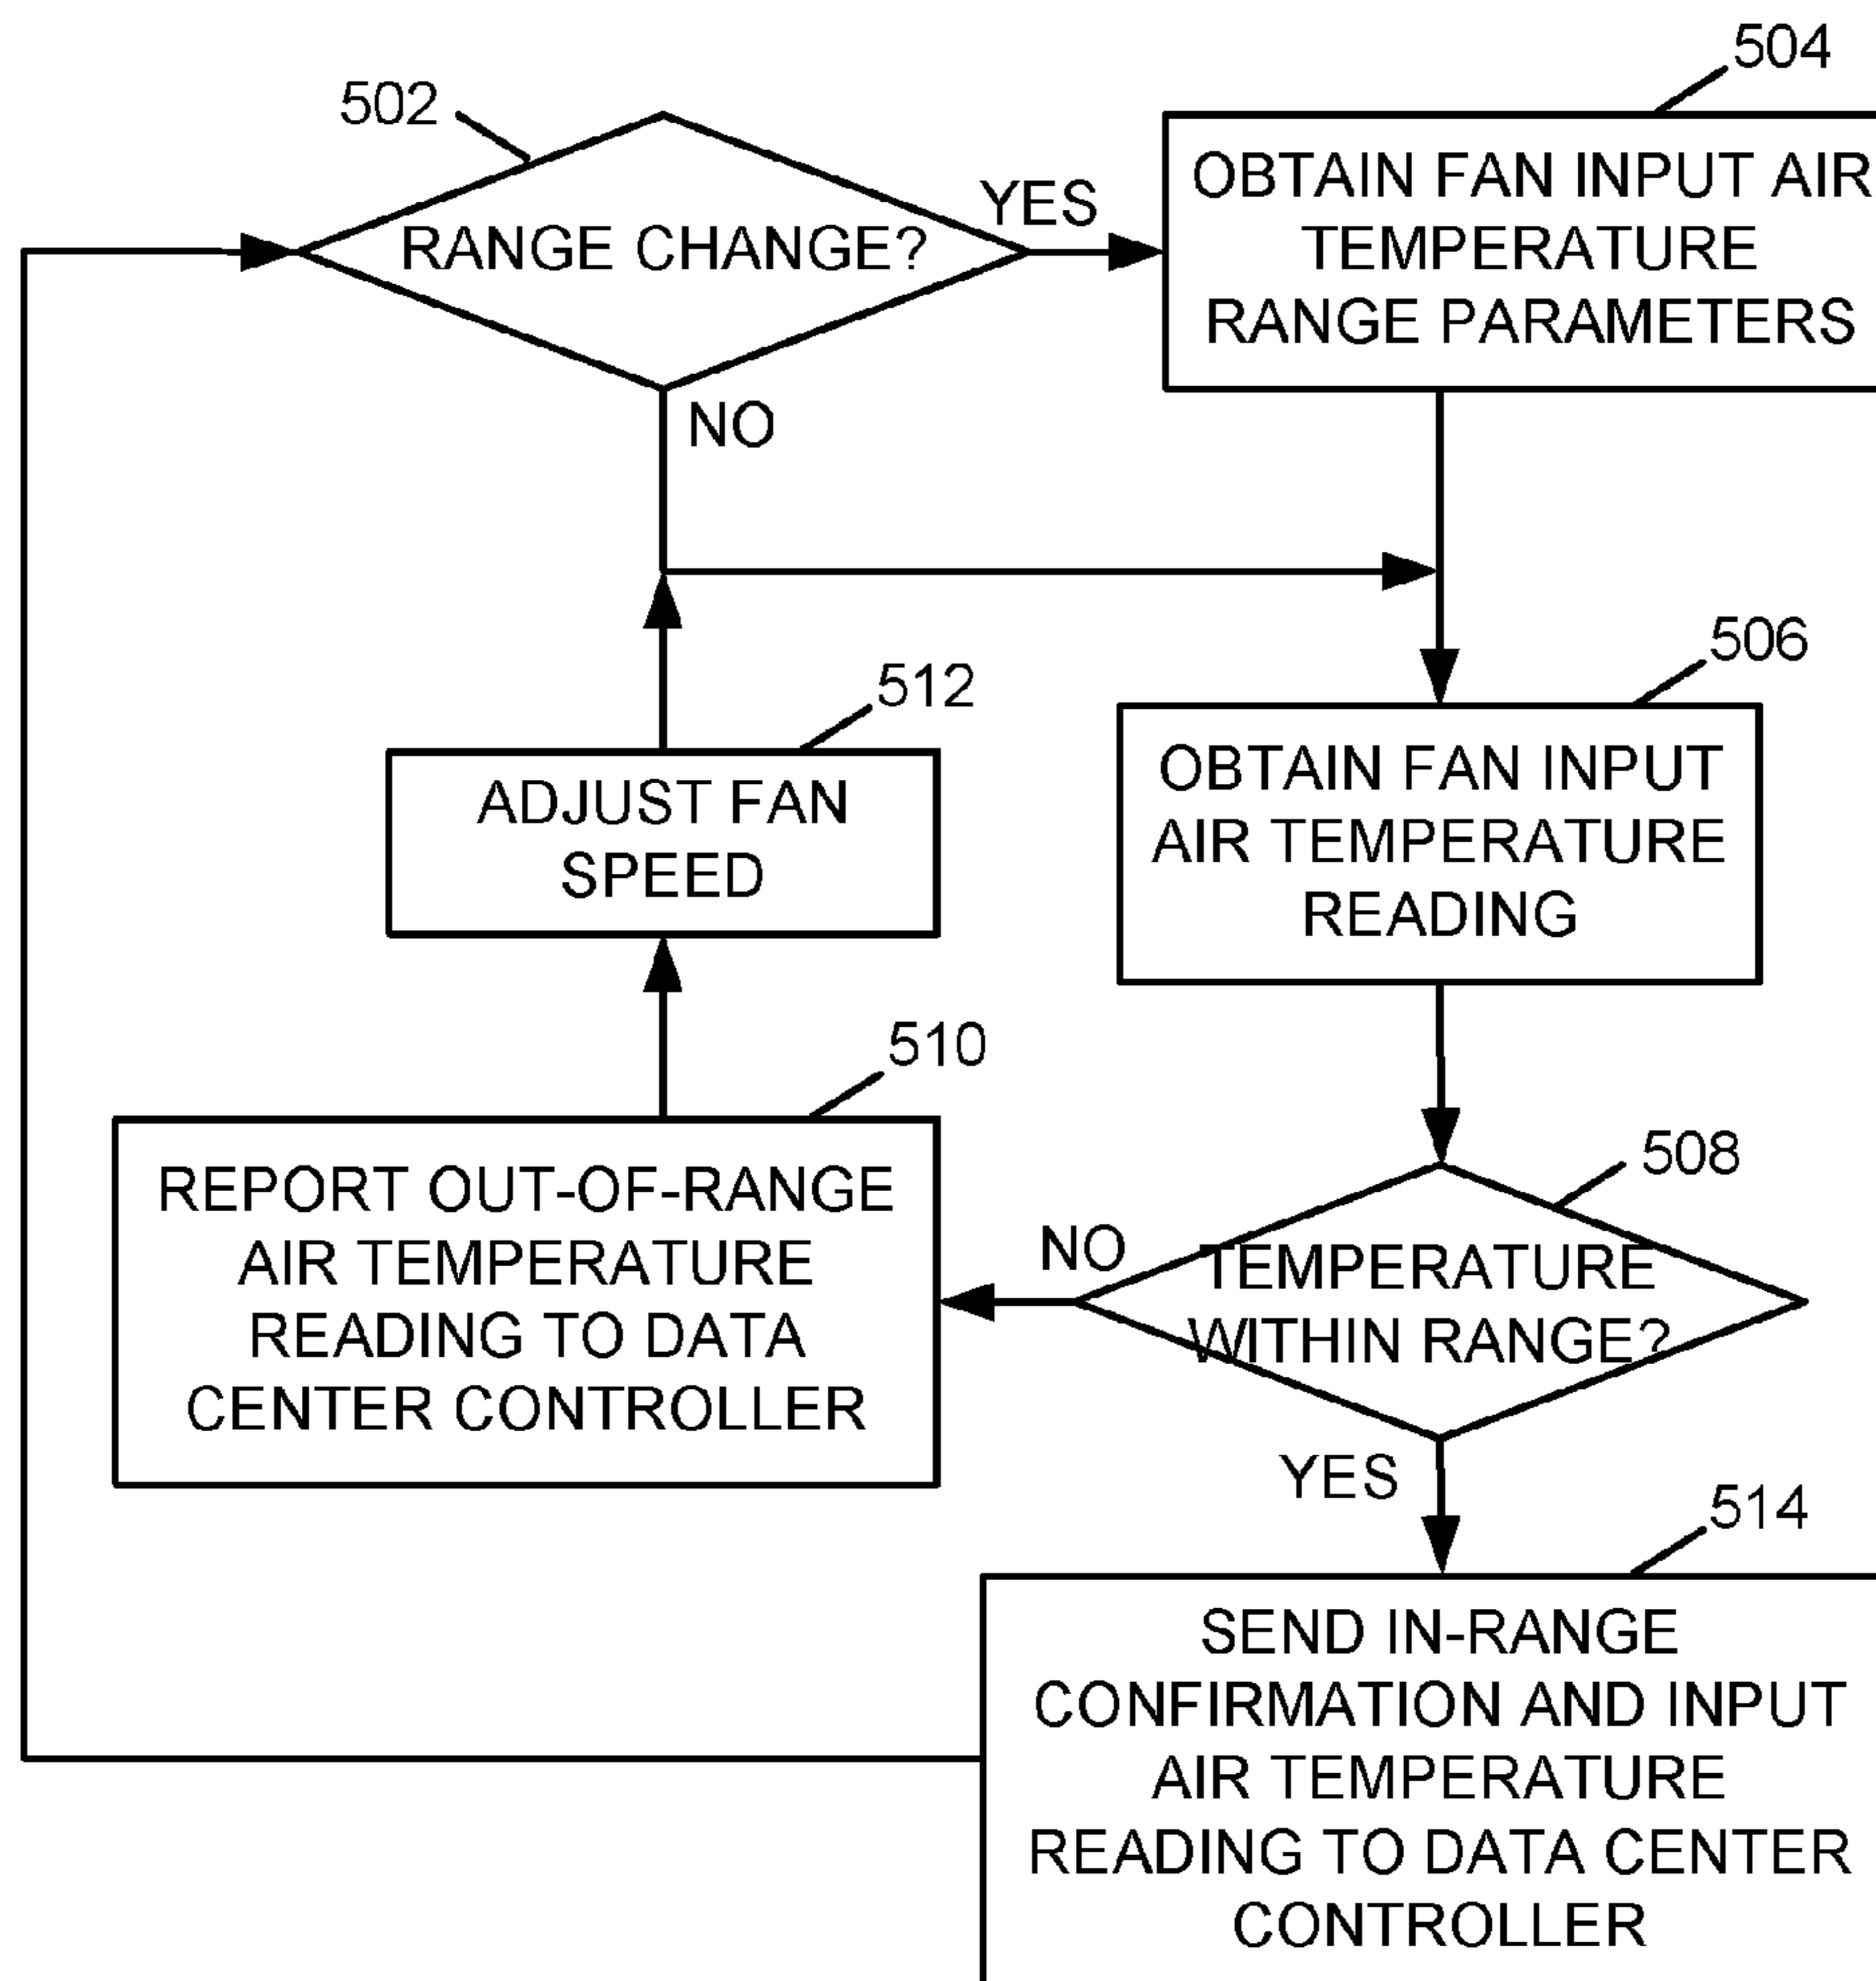 504
502
OBTAIN FAN INPUT AIR
TEMPERATURE
RANGE PARAMETERS
YES
RANGE CHANGE?
NO
506
512
OBTAIN FAN INPUT
AIR TEMPERATURE
READING
ADJUST FAN
SPEED
510
508
REPORT OUT-OF-RANGE
AIR TEMPERATURE
READING TO DATA
CENTER CONTROLLER
NO
TEMPERATURE
WITHIN RANGE?
YES
514
SEND IN-RANGE
CONFIRMATION AND INPUT
AIR TEMPERATURE
READING TO DATA CENTER
CONTROLLER